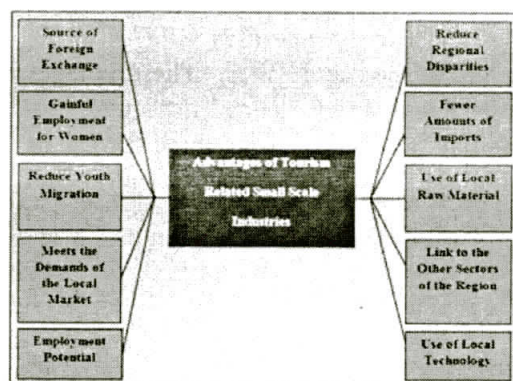 Source of
Foreign
Exchange
Gainful
Employment
for Women
Reduce Youth
Migration
Meets the
Demands of
the Local
Market
Employment
Potential
Advantages of Tourism
Related Small Scale
Industries
Reduce
Regional
Disparities
Fewer
Amounts of
Imports
Use of Local
Raw Material
Link to the
Other Sectors
of the Region
Use of Local
Technology